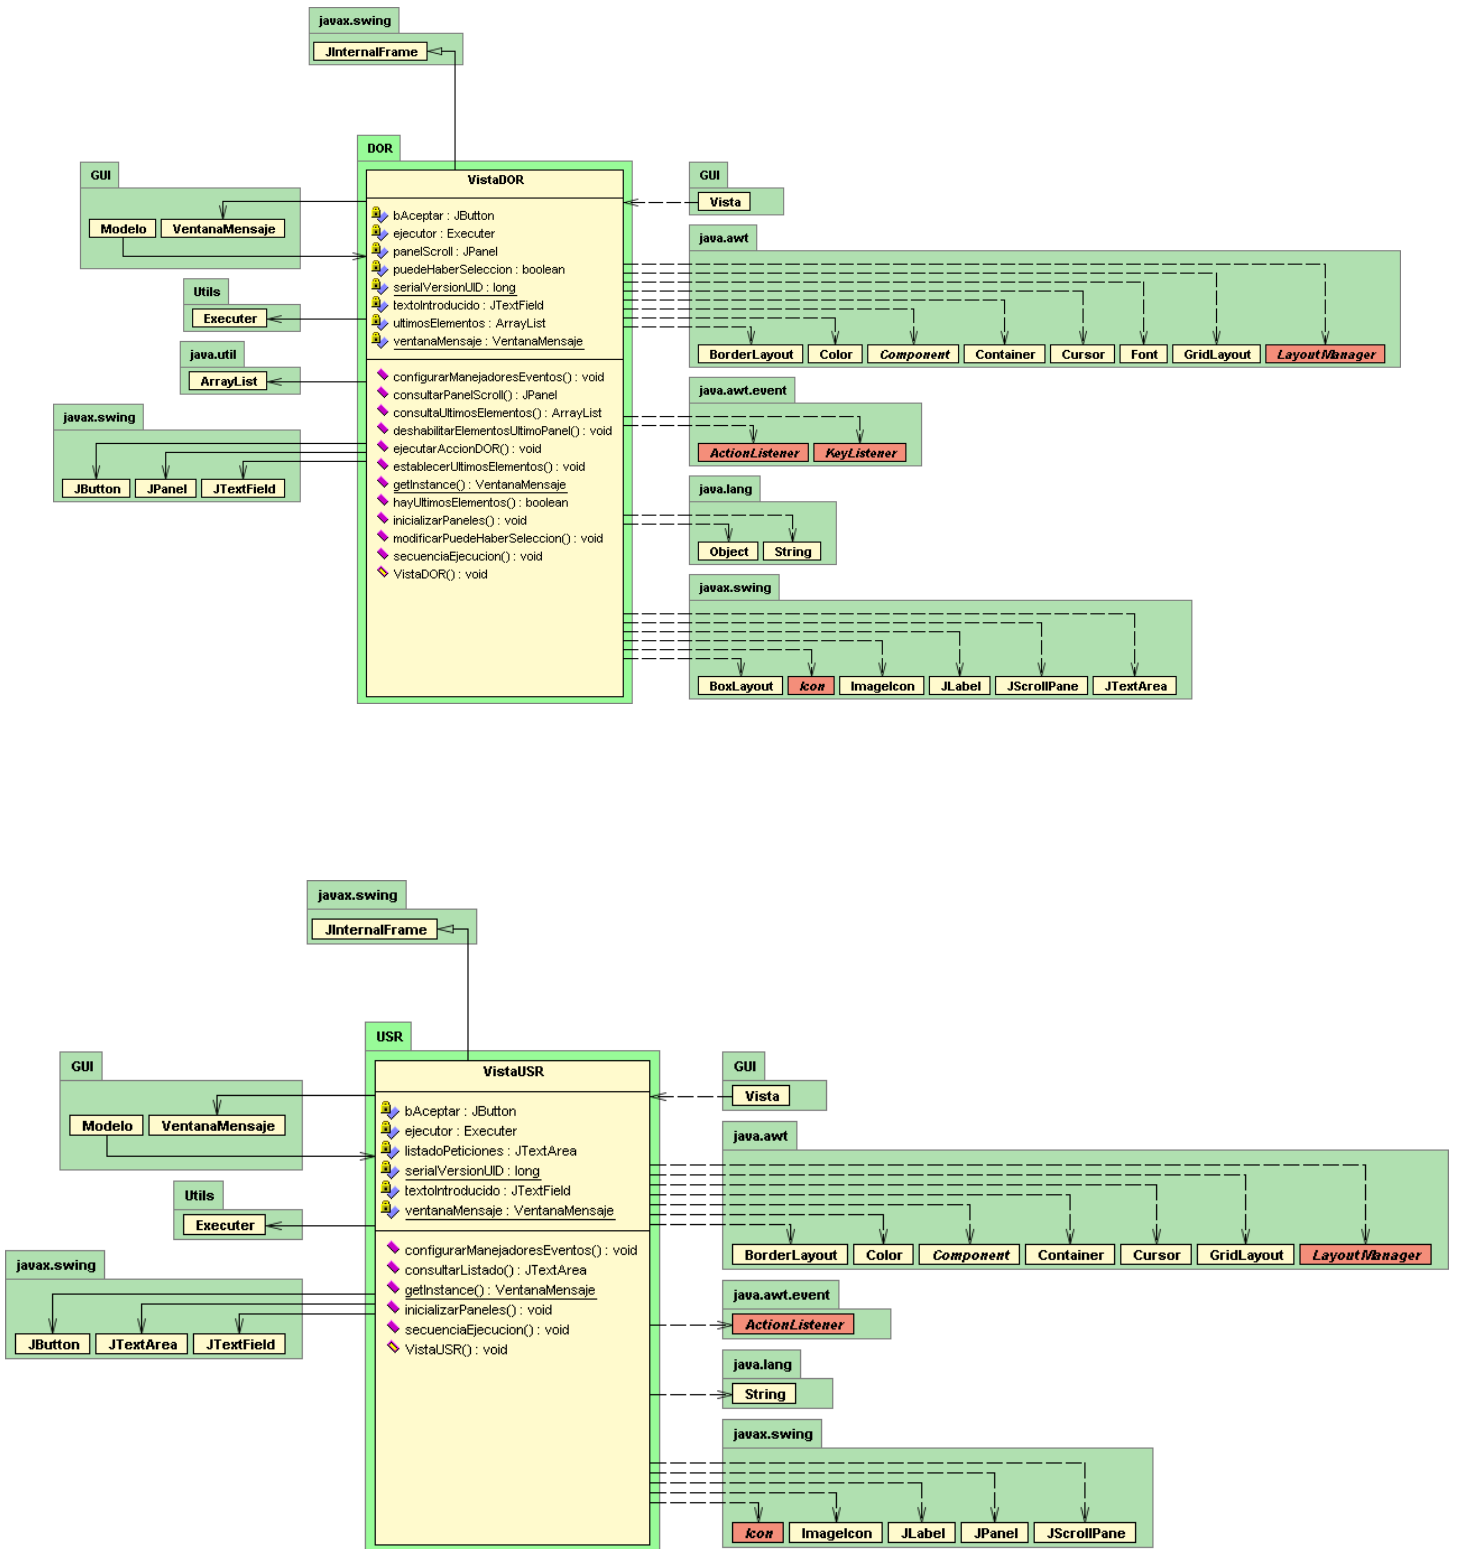 javax.swing
JInternalFrame
DOR
GUI
Modelo
VentanaMensaje
Utils
Executer
java.util
ArrayList
javax.swing
JButton
JPanel
JTextField
VistaDOR
bAceptar : JButton
ejecutor : Executer
panelScroll : JPanel
puedeHaberSeleccion : boolean
serialVersionUID : long
textoIntroducido : JTextField
ultimosElementos : ArrayList
ventanaMensaje : VentanaMensaje
configurarManejadoresEventos() : void
consultarPanelScroll() : JPanel
consultaUltimosElementos() : ArrayList
deshabilitarElementosUltimoPanel() : void
ejecutarAccionDOR() : void
establecerUltimosElementos() : void
getInstance() : VentanaMensaje
hayUltimosElementos() : boolean
inicializarPaneles() : void
modificarPuedeHaberSeleccion() : void
secuenciaEjecucion() : void
VistaDOR() : void
GUI
Vista
java.awt
BorderLayout
Color
Component
Container
Cursor
Font
GridLayout
LayoutManager
java.awt.event
ActionListener
KeyListener
java.lang
Object
String
javax.swing
BoxLayout
Icon
ImageIcon
JLabel
JScrollPane
JTextArea
javax.swing
JInternalFrame
USR
GUI
Modelo
VentanaMensaje
Utils
Executer
javax.swing
JButton
JTextArea
JTextField
VistaUSR
bAceptar : JButton
ejecutor : Executer
listadoPeticiones : JTextArea
serialVersionUID : long
textoIntroducido : JTextField
ventanaMensaje : VentanaMensaje
configurarManejadoresEventos() : void
consultarListado() : JTextArea
getInstance() : VentanaMensaje
inicializarPaneles() : void
secuenciaEjecucion() : void
VistaUSR() : void
GUI
Vista
java.awt
BorderLayout
Color
Component
Container
Cursor
GridLayout
LayoutManager
java.awt.event
ActionListener
java.lang
String
javax.swing
Icon
ImageIcon
JLabel
JPanel
JScrollPane